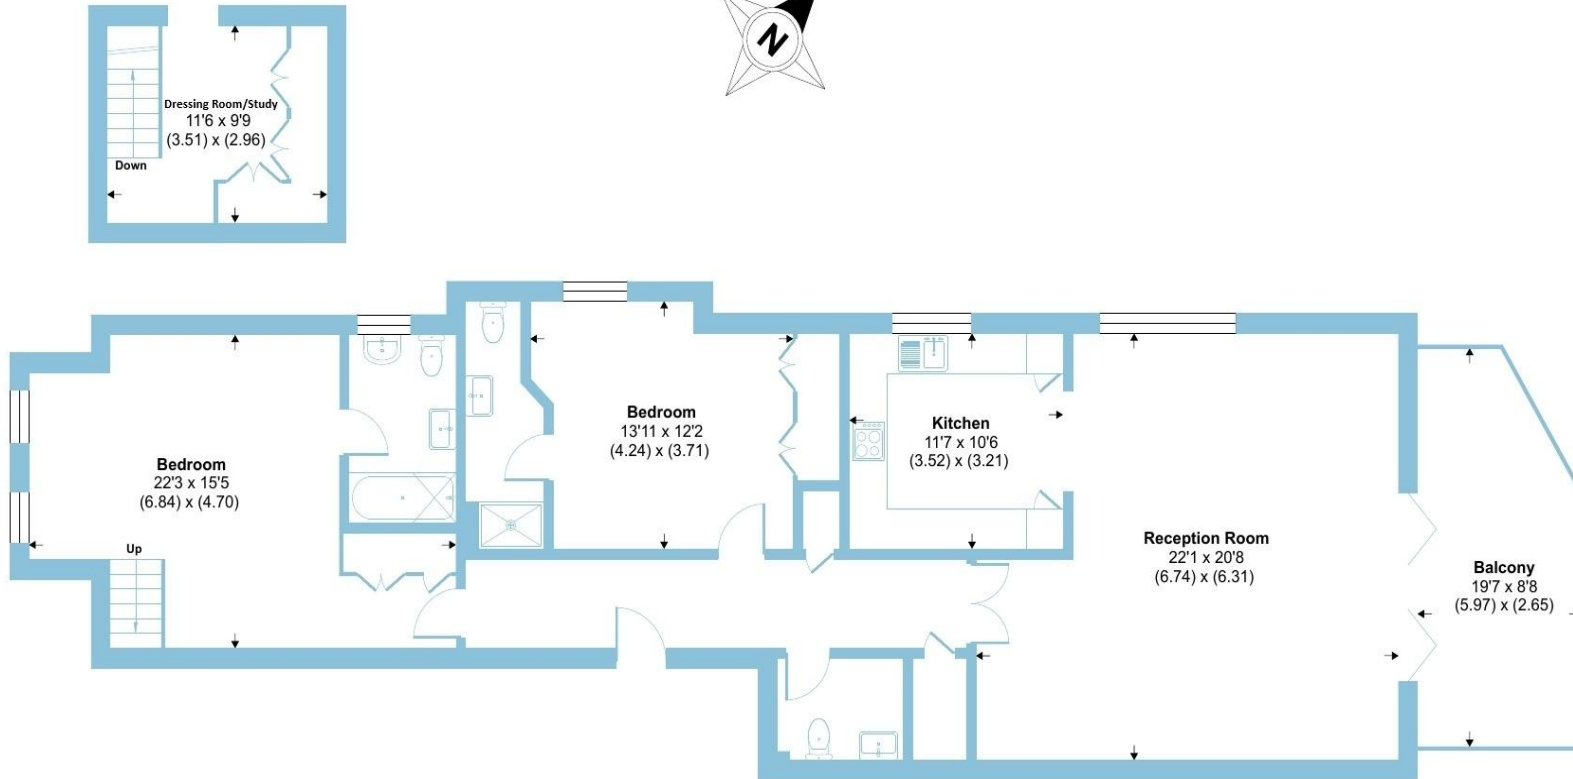 N
Dressing Room/Study
11'6 x 9'9
(3.51) x (2.96)
Down
Bedroom
22'3 x 15'5
(6.84) x (4.70)
Up
Bedroom
13'11 x 12'2
(4.24) x (3.71)
Kitchen
11'7 x 10'6
(3.52) x (3.21)
Reception Room
22'1 x 20'8
(6.74) x (6.31)
Balcony
19'7 x 8'8
(5.97) x (2.65)